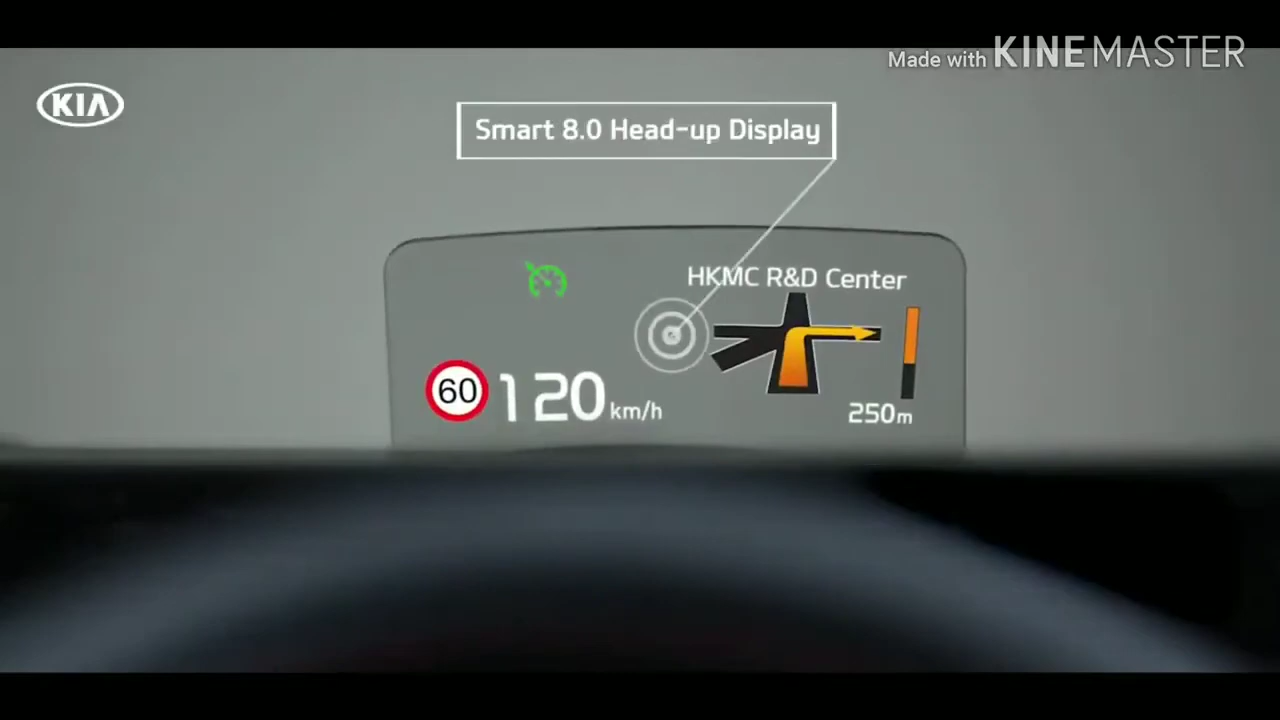 Made with KINEMASTER
KIA
Smart 8.0 Head-up Display
HKMC R&D Center
60
120 km/h
250m